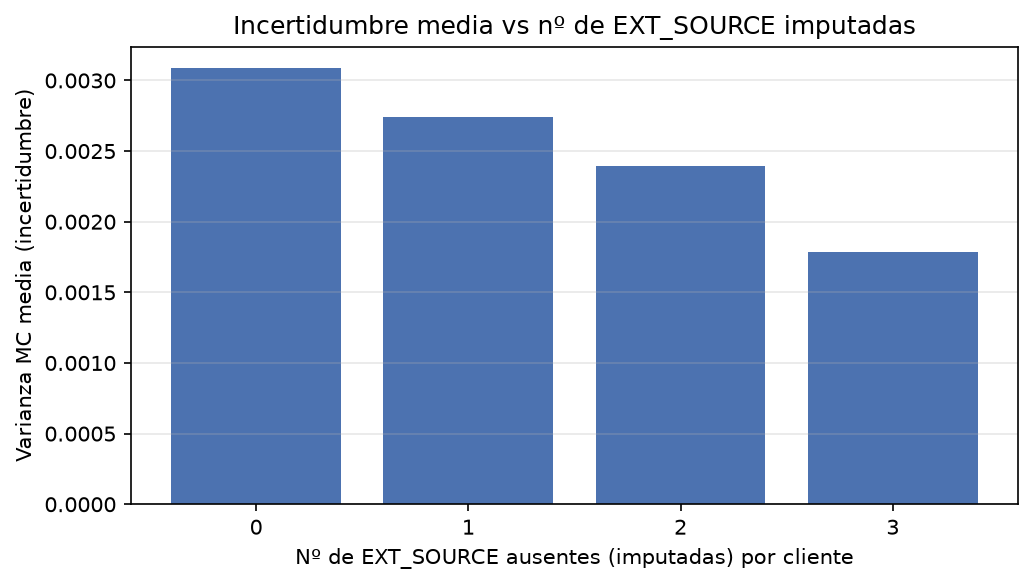 Incertidumbre media vs nº de EXT_SOURCE imputadas
Varianza MC media (incertidumbre)
0.0030
0.0025
0.0020
0.0015
0.0010
0.0005
0.0000
0 1 2 3
Nº de EXT_SOURCE ausentes (imputadas) por cliente